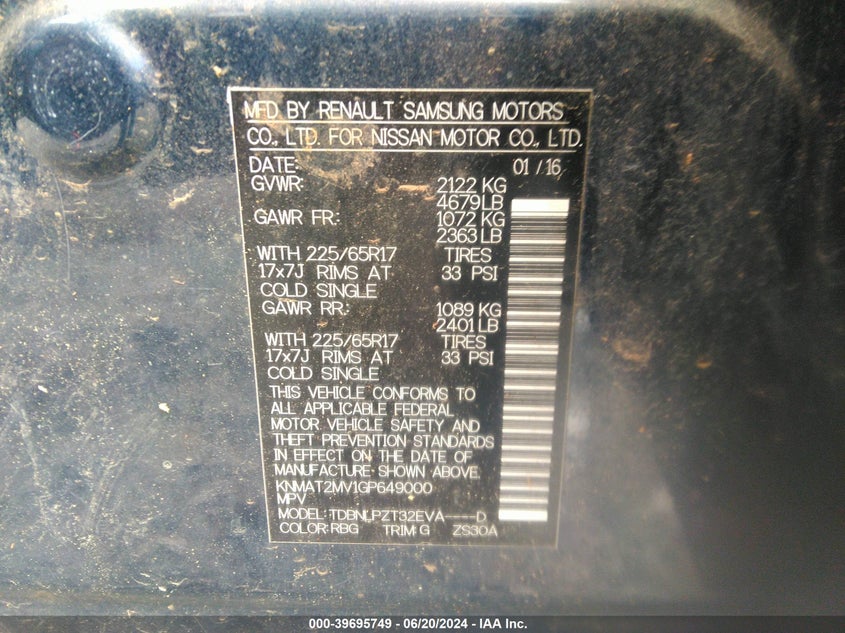 MFD BY RENAULT SAMSUNG MOTORS
CO., LTD. FOR NISSAN MOTOR CO., LTD.
DATE: 01 / 16
GVWR: 2122 KG
4679 LB
GAWR FR.: 1072 KG
2363 LB
WITH 225/65R17 TIRES
17x7J RIMS AT 33 PSI
COLD SINGLE
GAWR RR.: 1089 KG
2401 LB
WITH 225/65R17 TIRES
17x7J RIMS AT 33 PSI
COLD SINGLE
THIS VEHICLE CONFORMS TO
ALL APPLICABLE FEDERAL
MOTOR VEHICLE SAFETY AND
THEFT PREVENTION STANDARDS
IN EFFECT ON THE DATE OF
MANUFACTURE SHOWN ABOVE.
KNMAT2MV1GP649000
MPV
MODEL: TDBNLPZT32EVA----D
COLOR:RBG TRIM:G ZS30A
000-39695749 - 06/20/2024 - IAA Inc.